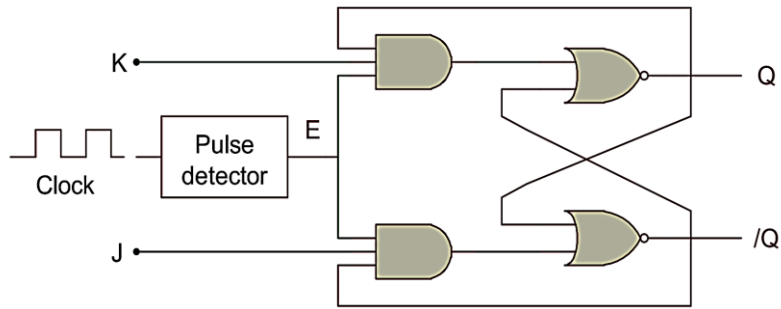 K
Q
E
Pulse
detector
Clock
J
/Q